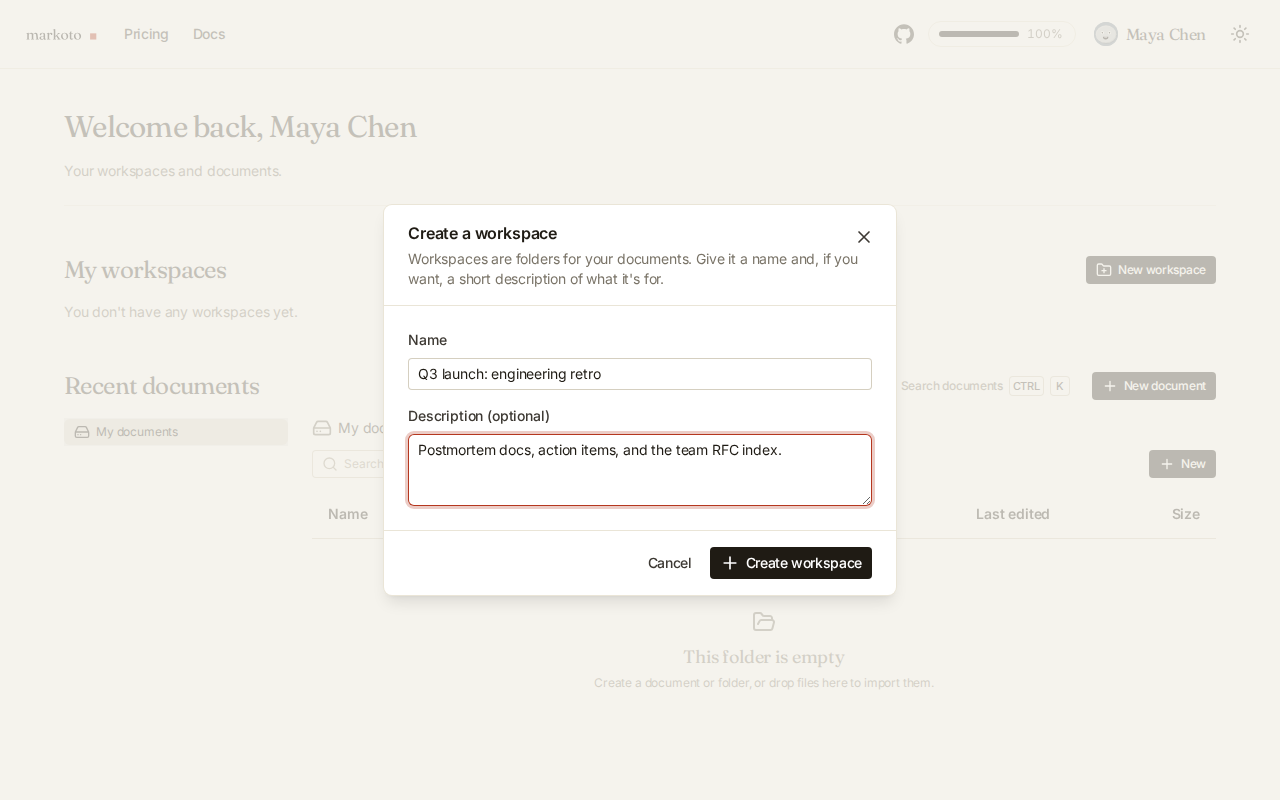 markoto
Pricing
Docs
100%
Maya Chen
Welcome back, Maya Chen
Your workspaces and documents.
My workspaces
New workspace
You don't have any workspaces yet.
Recent documents
Search documents
CTRL
K
New document
My documents
My doc
Search
New
Name
Last edited
Size
This folder is empty
Create a document or folder, or drop files here to import them.
Create a workspace
Workspaces are folders for your documents. Give it a name and, if you
want, a short description of what it's for.
Name
Q3 launch: engineering retro
Description (optional)
Postmortem docs, action items, and the team RFC index.
Cancel
Create workspace